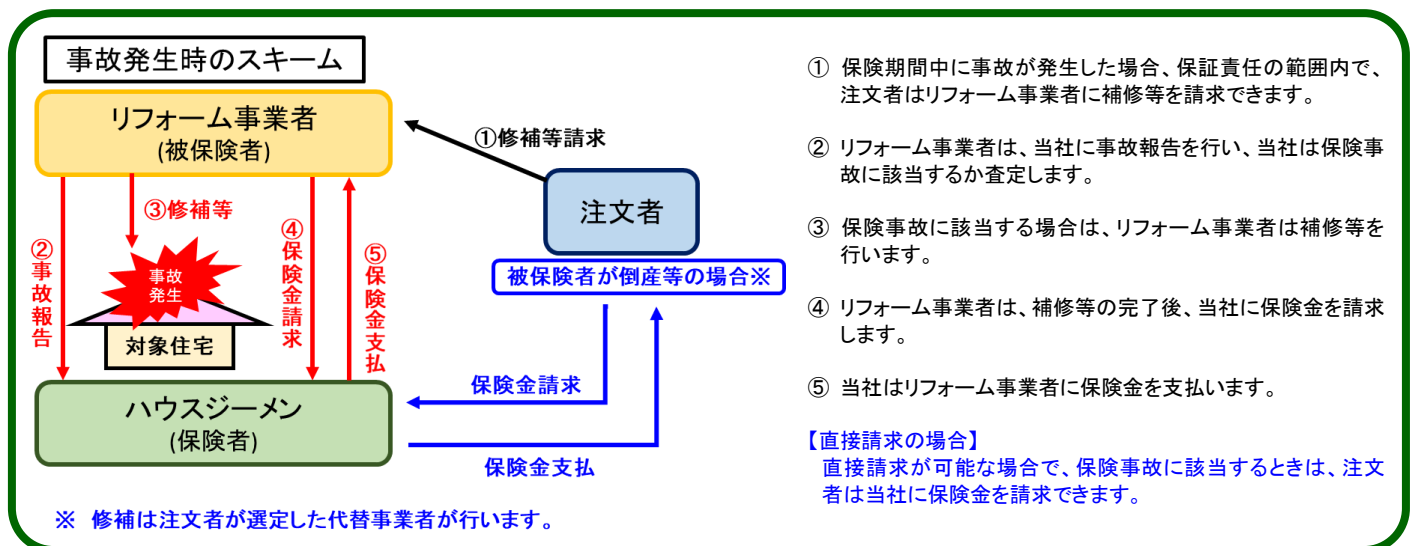 事故発生時のスキーム
リフォーム事業者
(被保険者)
①修補等請求
注文者
③修補等
②事故報告
④保険金請求
⑤保険金支払
事故
発生
対象住宅
被保険者が倒産等の場合※
保険金請求
ハウスジーメン
(保険者)
保険金支払
※ 修補は注文者が選定した代替事業者が行います。
① 保険期間中に事故が発生した場合、保証責任の範囲内で、
注文者はリフォーム事業者に補修等を請求できます。
② リフォーム事業者は、当社に事故報告を行い、当社は保険事
故に該当するか査定します。
③ 保険事故に該当する場合は、リフォーム事業者は補修等を
行います。
④ リフォーム事業者は、補修等の完了後、当社に保険金を請求
します。
⑤ 当社はリフォーム事業者に保険金を支払います。
【直接請求の場合】
直接請求が可能な場合で、保険事故に該当するときは、注文
者は当社に保険金を請求できます。